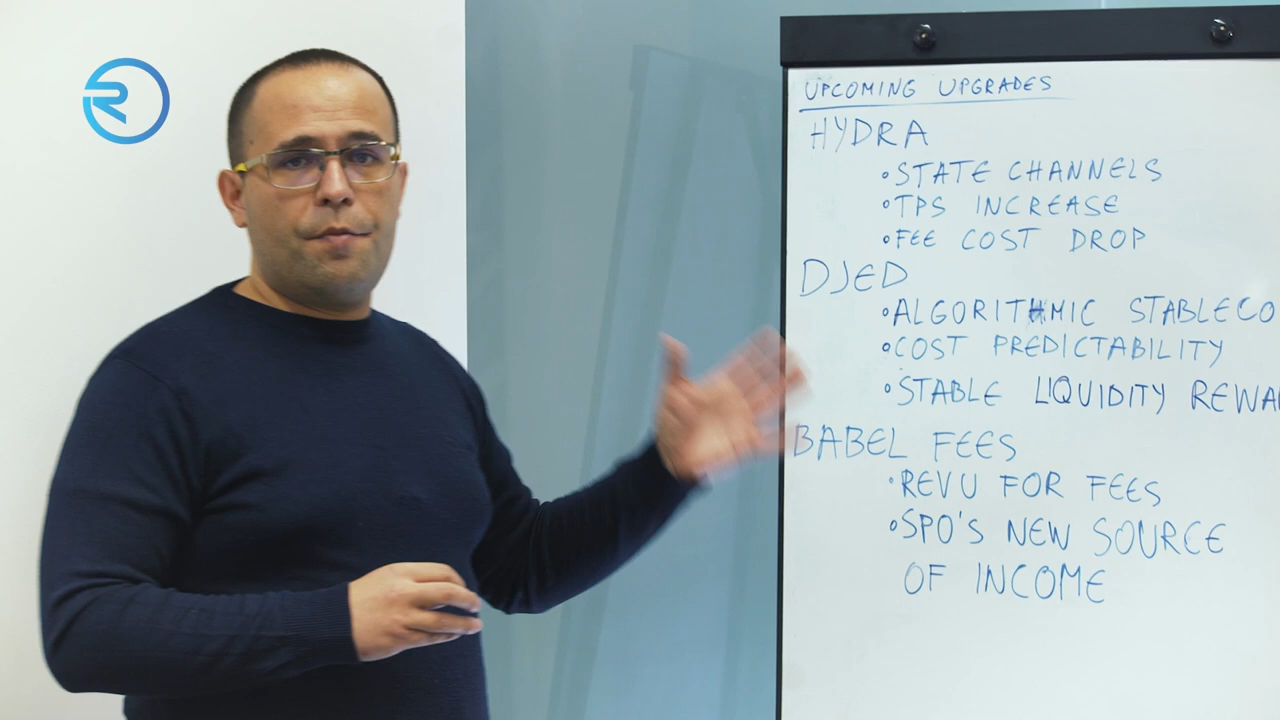 UPCOMING UPGRADES
HYDRA
STATE CHANNELS
TPS INCREASE
FEE COST DROP
DJED
ALGORITHMIC STABLECO
COST PREDICTABILITY
STABLE LIQUIDITY REWA
BABEL FEES
REVU FOR FEES
SPO'S NEW SOURCE
OF INCOME